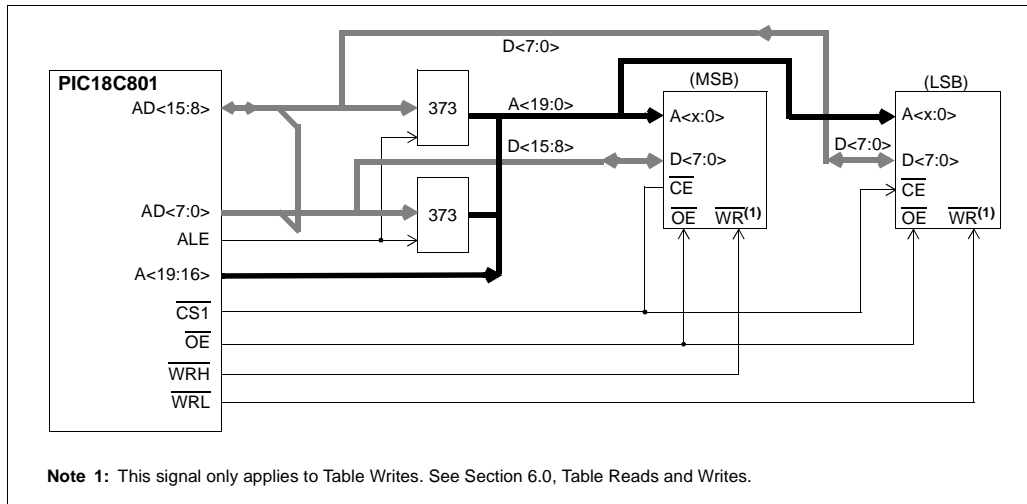 D<7:0>
PIC18C801
(MSB)
(LSB)
AD<15:8>
373
A<19:0>
A<x:0>
A<x:0>
D<15:8>
D<7:0>
D<7:0>
D<7:0>
CE
CE
AD<7:0>
373
OE WR(1)
OE WR(1)
ALE
A<19:16>
CS1
OE
WRH
WRL
Note 1: This signal only applies to Table Writes. See Section 6.0, Table Reads and Writes.